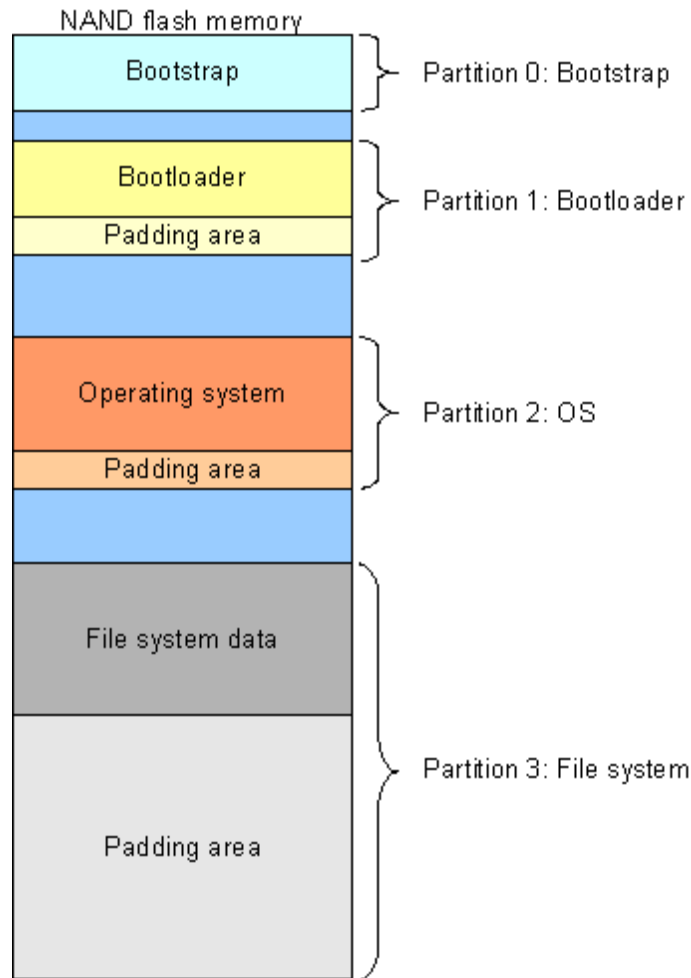 NAND flash memory
Bootstrap
Partition 0: Bootstrap
Bootloader
Partition 1: Bootloader
Padding area
Operating system
Partition 2: OS
Padding area
File system data
Partition 3: File system
Padding area